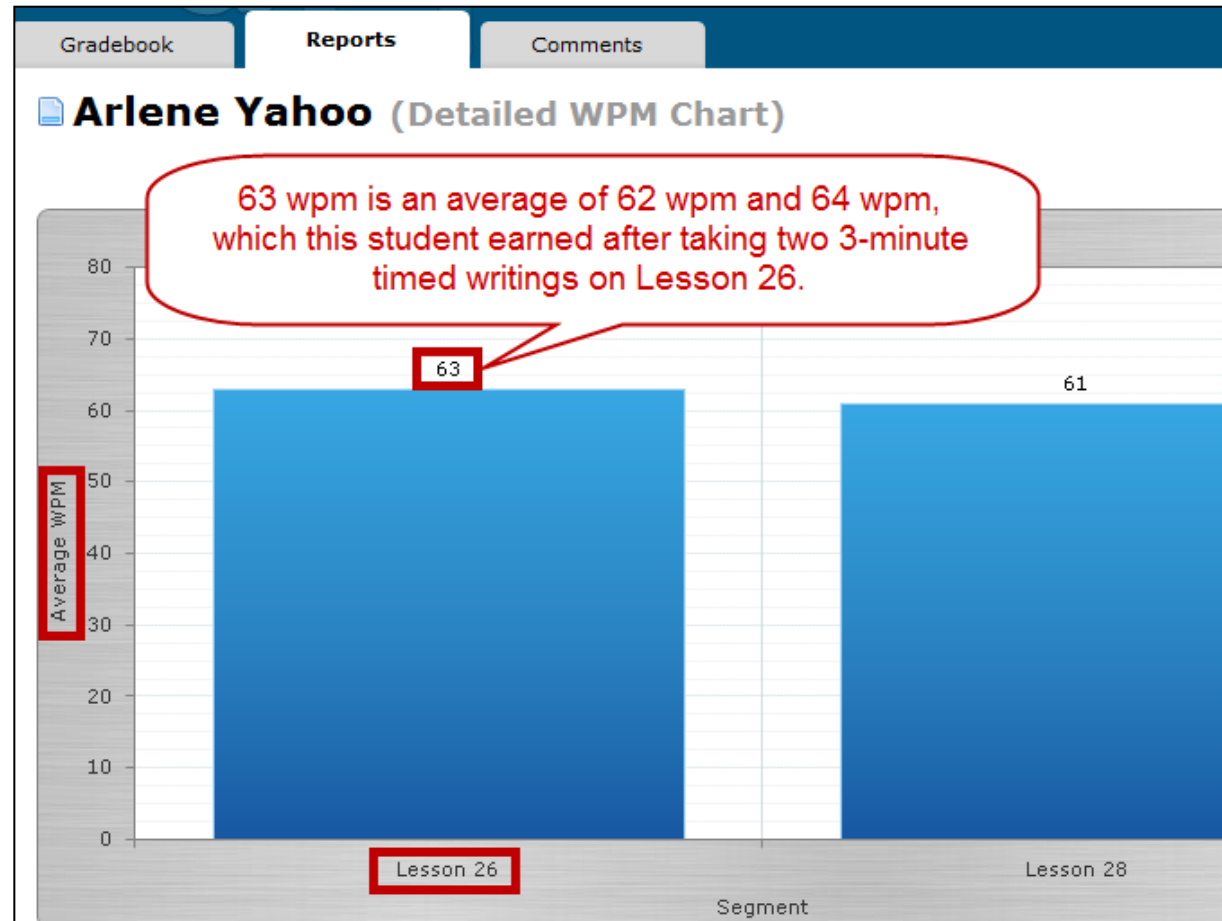 Gradebook Reports Comments
Arlene Yahoo (Detailed WPM Chart)
63 wpm is an average of 62 wpm and 64 wpm,
which this student earned after taking two 3-minute
timed writings on Lesson 26.
80
70
63
61
60
50
Average WPM
40
30
20
10
0
Lesson 26 Lesson 28
Segment